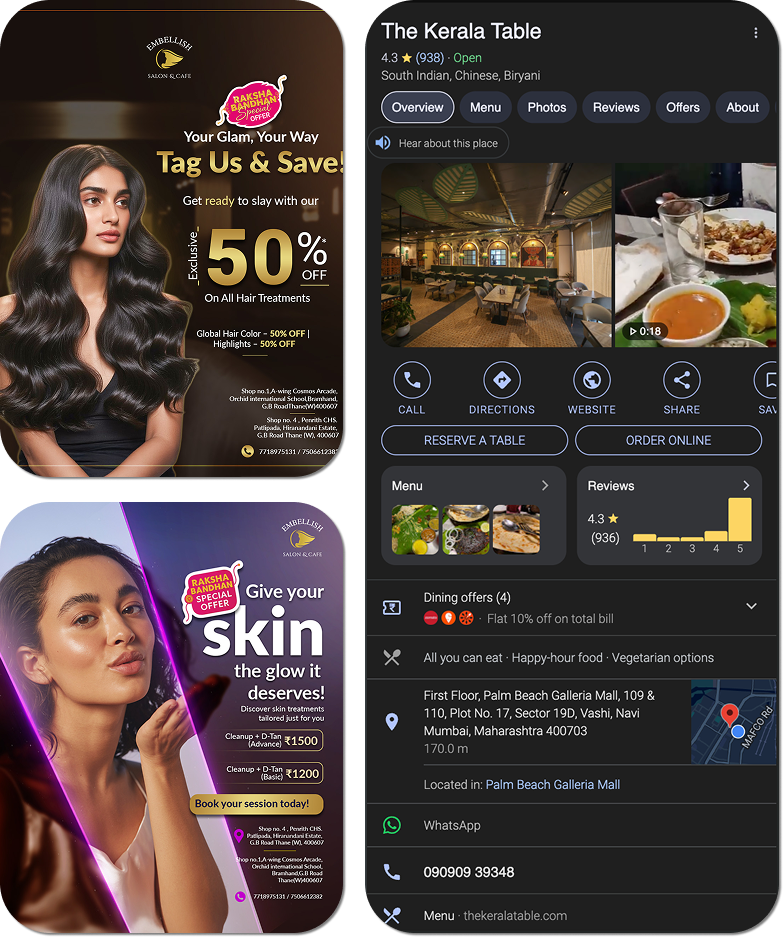 EMBELLISH
SALON & CAFE
RAKSHA
BANDHAN
Special
OFFER
Your Glam, Your Way
Tag Us & Save!
Get ready to slay with our
_Exclusive_
50%*
OFF
On All Hair Treatments
Global Hair Color – 50% OFF |
Highlights – 50% OFF
Shop no.1,A-wing Cosmos Arcade,
Orchid international School,Bramhand,
G.B RoadThane(W)400607
Shop no. 4 , Penrith CHS.
Patlipada, Hiranandani Estate,
G.B Road Thane (W), 400607
7718975131 / 7506612382
EMBELLISH
SALON & CAFE
RAKSHA
BANDHAN
SPECIAL
OFFER
Give your
skin
the glow it
deserves!
Discover skin treatments
tailored just for you
Cleanup + D-Tan
(Advance) ₹1500
Cleanup + D-Tan
(Basic) ₹1200
Book your session today!
Shop no. 4 , Penrith CHS.
Patlipada, Hiranandani Estate,
G.B Road Thane (W), 400607
Shop no.1,A-wing Cosmos Arcade,
Orchid international School,
Bramhand,G.B Road
Thane(W)400607
7718975131 / 7506612382
The Kerala Table
4.3 ★ (938) · Open
South Indian, Chinese, Biryani
Overview Menu Photos Reviews Offers About
Hear about this place
0:18
CALL DIRECTIONS WEBSITE SHARE SAV
RESERVE A TABLE ORDER ONLINE
Menu
Reviews
4.3 ★
(936)
1 2 3 4 5
Dining offers (4)
· Flat 10% off on total bill
All you can eat · Happy-hour food · Vegetarian options
First Floor, Palm Beach Galleria Mall, 109 &
110, Plot No. 17, Sector 19D, Vashi, Navi
Mumbai, Maharashtra 400703
170.0 m
MAFCO Rd
Located in: Palm Beach Galleria Mall
WhatsApp
090909 39348
Menu · thekeralatable.com